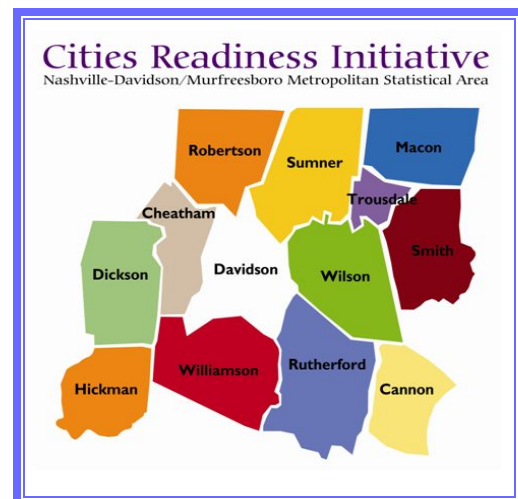 Cities Readiness Initiative
Nashville-Davidson/Murfreesboro Metropolitan Statistical Area
Robertson
Sumner
Macon
Trousdale
Cheatham
Smith
Dickson
Davidson
Wilson
Williamson
Rutherford
Hickman
Cannon